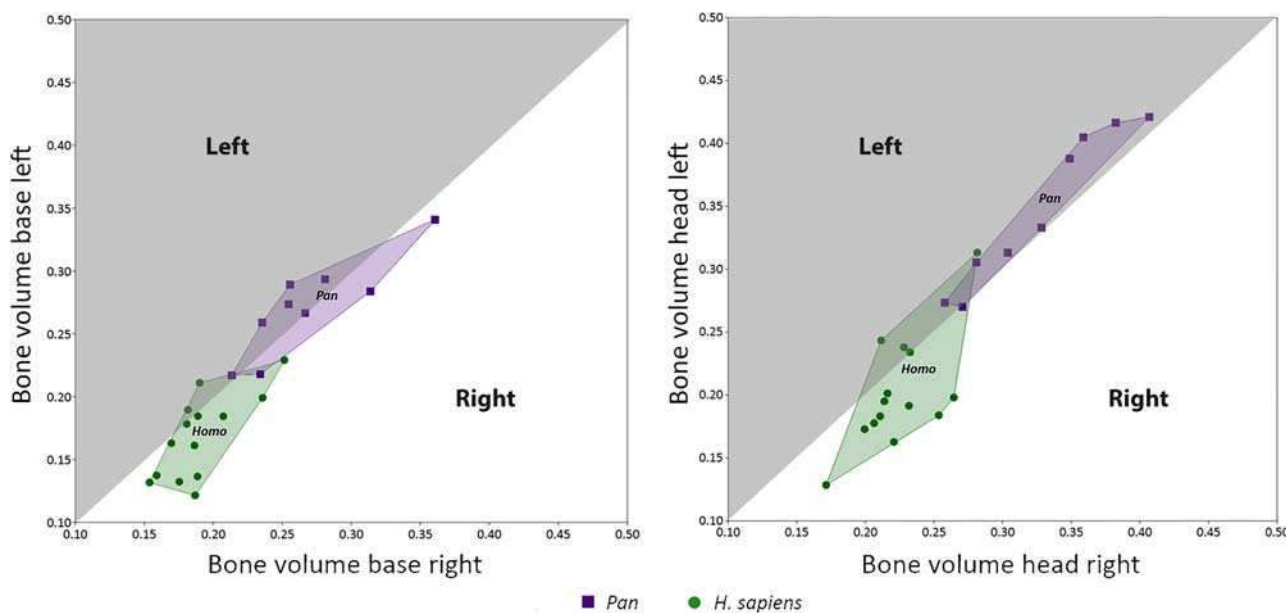 0.50
0.45
0.40
0.35
0.30
0.25
0.20
0.15
0.10
Bone volume base left
Left
Right
Pan
Homo
0.10 0.15 0.20 0.25 0.30 0.35 0.40 0.45 0.50
Bone volume base right
0.50
0.45
0.40
0.35
0.30
0.25
0.20
0.15
0.10
Bone volume head left
Left
Right
Pan
Homo
0.10 0.15 0.20 0.25 0.30 0.35 0.40 0.45 0.50
Bone volume head right
Pan H. sapiens